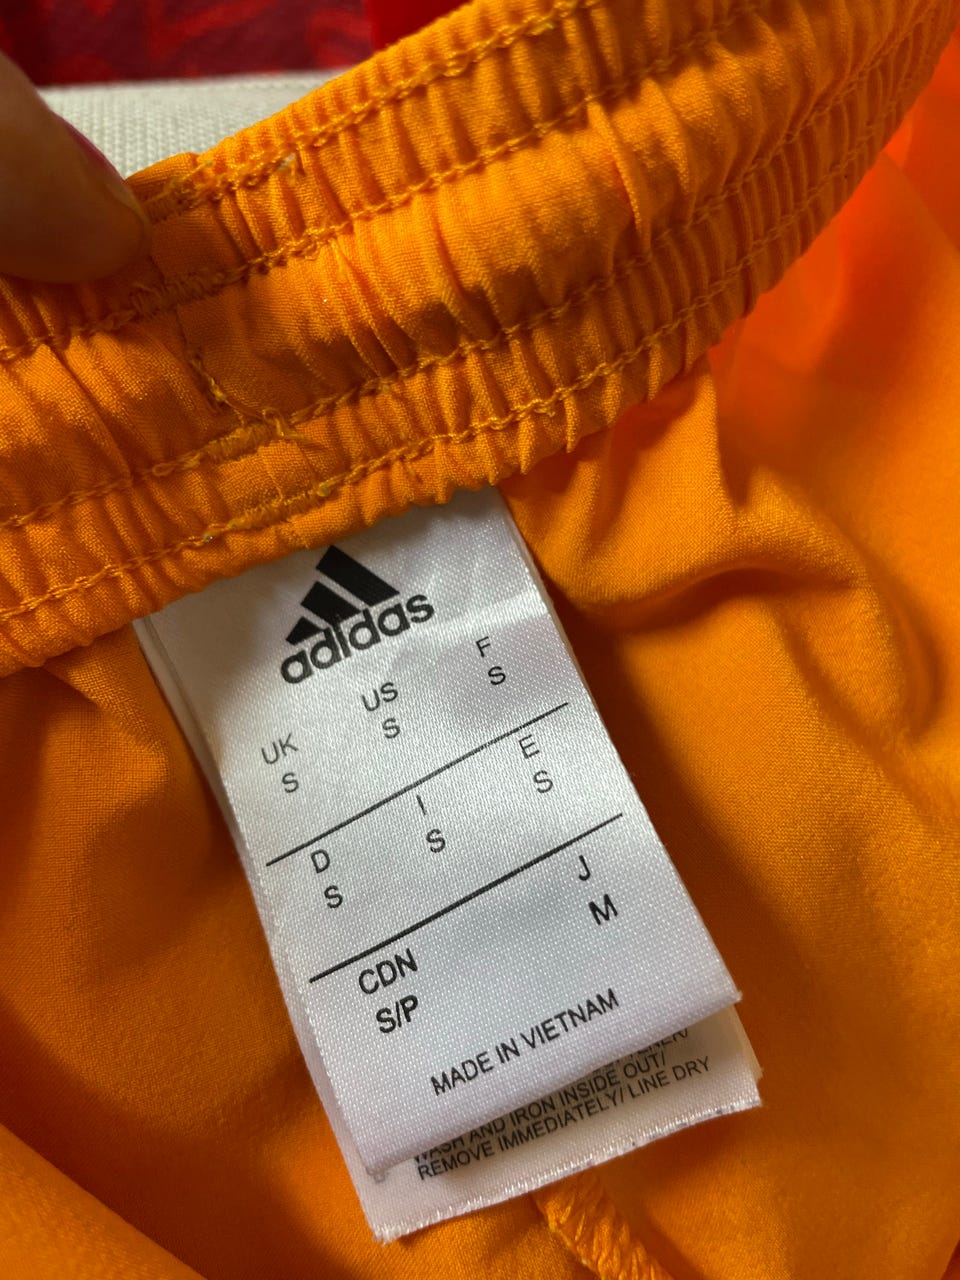 adidas
UK US F
S S S
D I E
S S S
CDN J
S/P M
MADE IN VIETNAM
WASH AND IRON INSIDE OUT/
REMOVE IMMEDIATELY/ LINE DRY